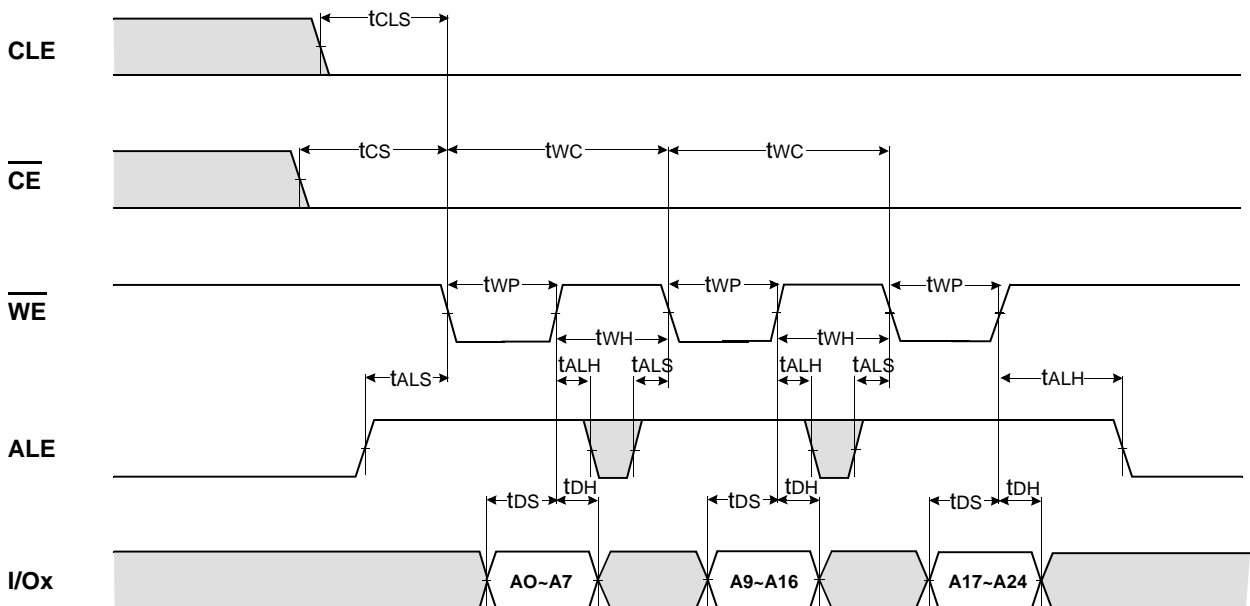 tCLS
CLE
tCS tWC tWC
CE
tWP tWP tWP
WE
tWH tWH
tALH tALS tALH tALS
tALS tALH
ALE
tDS tDH tDS tDH tDS tDH
I/Ox AO~A7 A9~A16 A17~A24